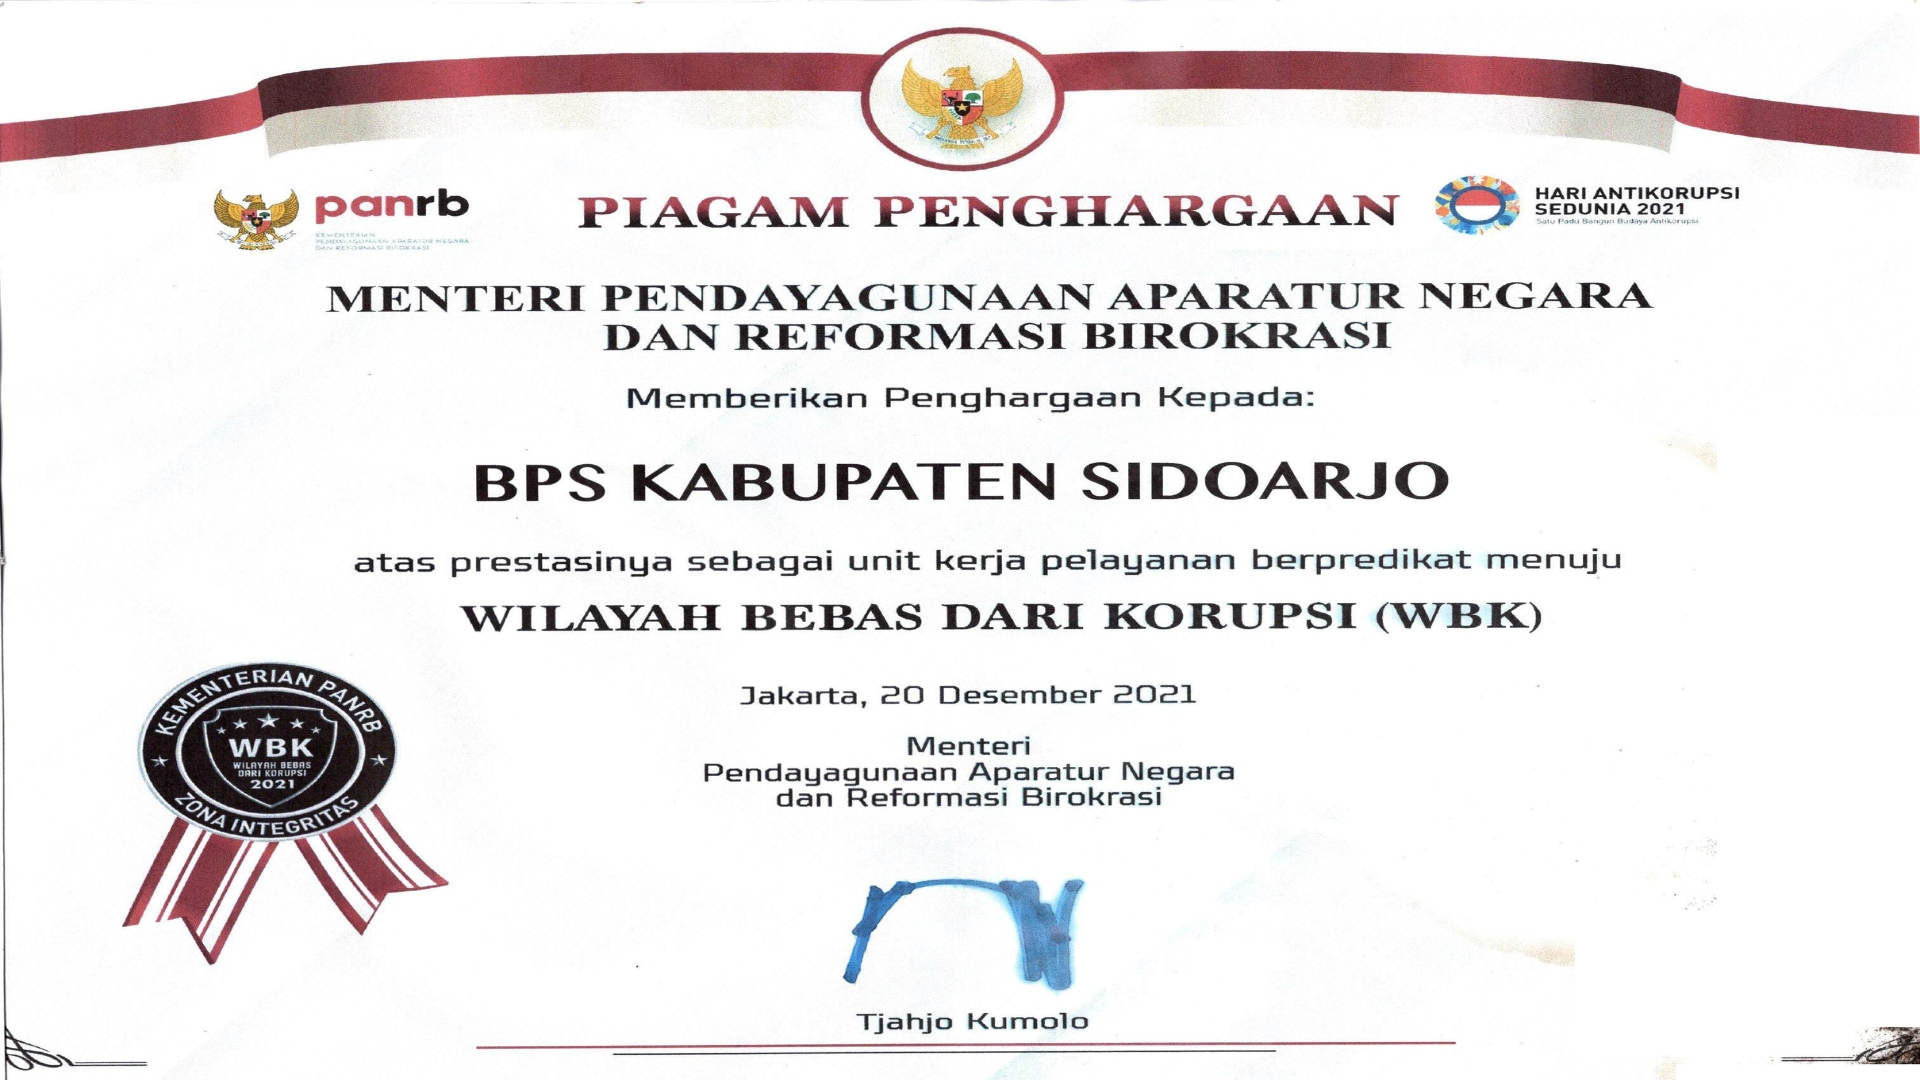 panrb
KEMENTERIAN
PENDAYAGUNAAN APARATUR NEGARA
DAN REFORMASI BIROKRASI
PIAGAM PENGHARGAAN
HARI ANTIKORUPSI
SEDUNIA 2021
Satu Padu Bangun Budaya Antikorupsi
MENTERI PENDAYAGUNAAN APARATUR NEGARA
DAN REFORMASI BIROKRASI
Memberikan Penghargaan Kepada:
BPS KABUPATEN SIDOARJO
atas prestasinya sebagai unit kerja pelayanan berpredikat menuju
WILAYAH BEBAS DARI KORUPSI (WBK)
KEMENTERIAN PANRB
WBK
WILAYAH BEBAS
DARI KORUPSI
2021
ZONA INTEGRITAS
Jakarta, 20 Desember 2021
Menteri
Pendayagunaan Aparatur Negara
dan Reformasi Birokrasi
Tjahjo Kumolo